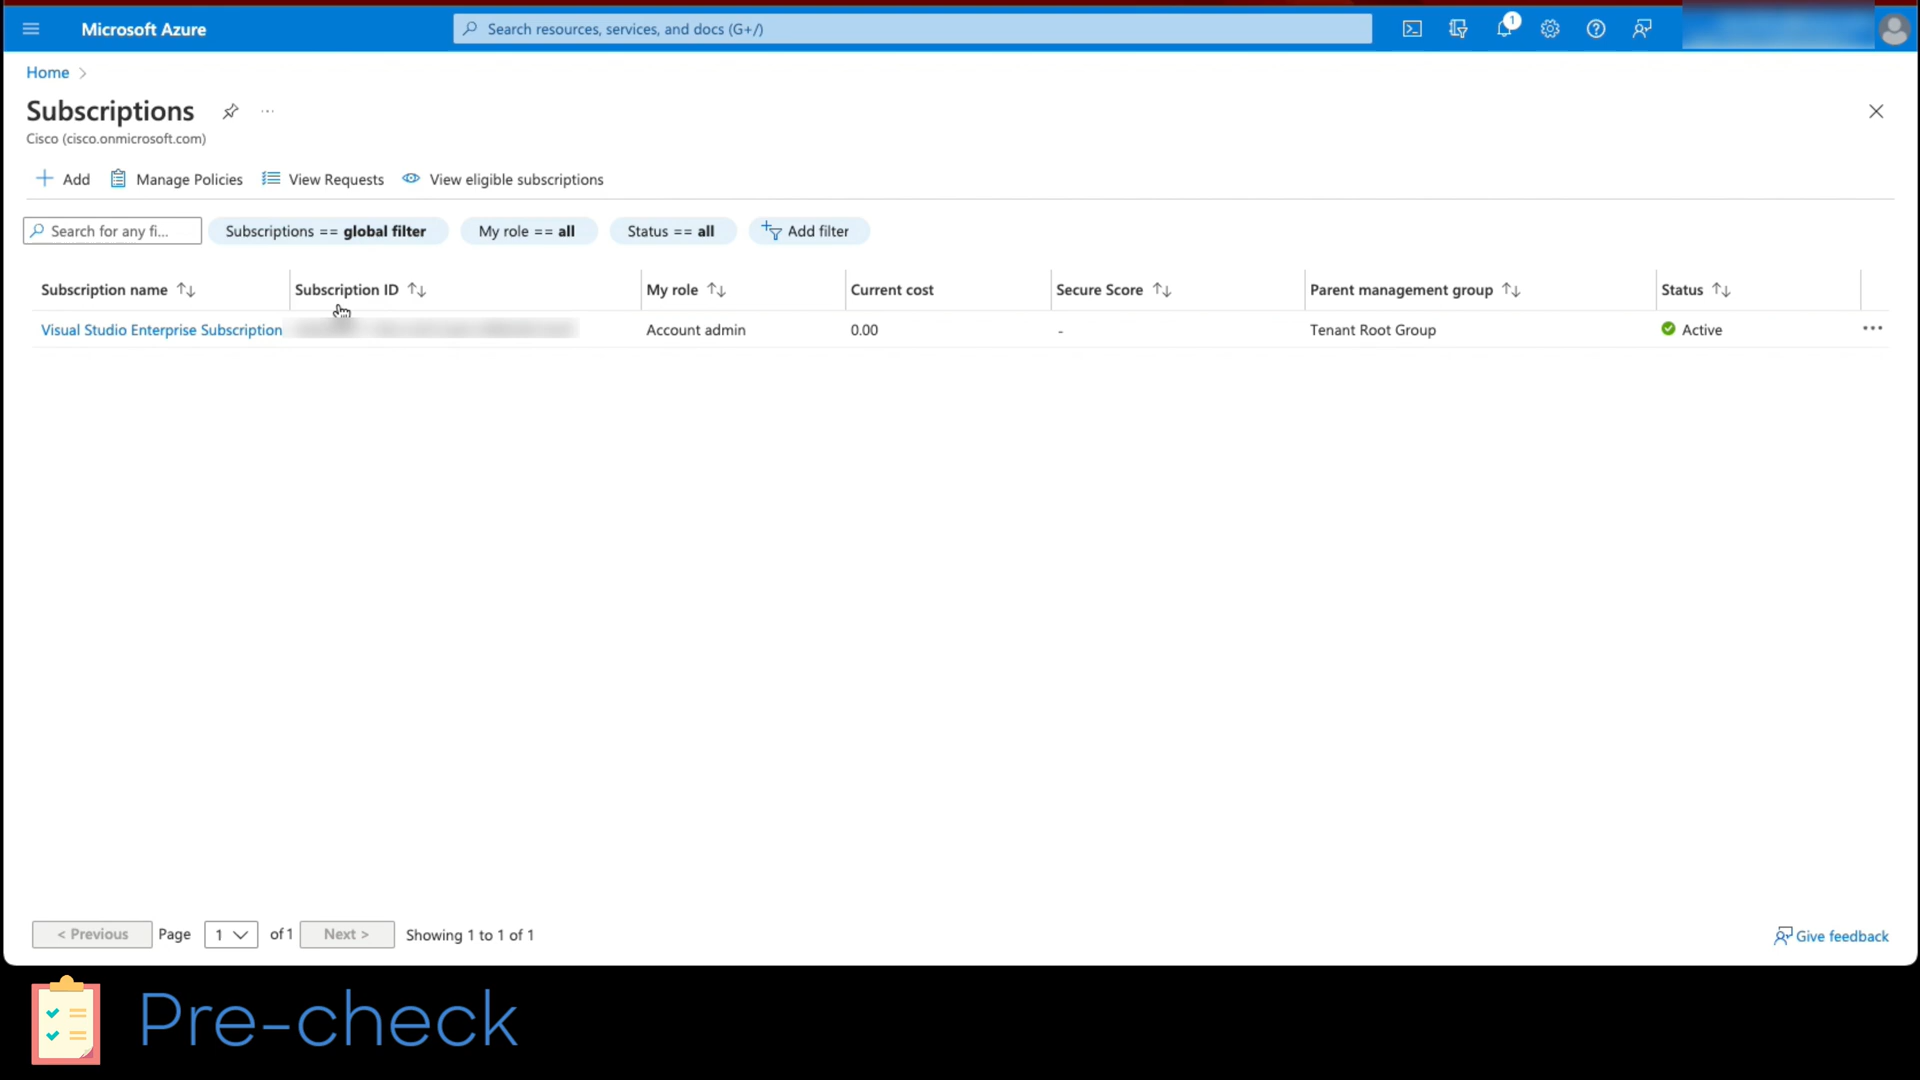 Microsoft Azure
Search resources, services, and docs (G+/)
1
Home
Subscriptions
...
Cisco (cisco.onmicrosoft.com)
Add Manage Policies View Requests View eligible subscriptions
Search for any fi... Subscriptions == global filter My role == all Status == all Add filter
Subscription name Subscription ID My role Current cost Secure Score Parent management group Status
Visual Studio Enterprise Subscription Account admin 0.00 - Tenant Root Group Active ...
< Previous Page 1 of 1 Next > Showing 1 to 1 of 1 Give feedback
Pre-check